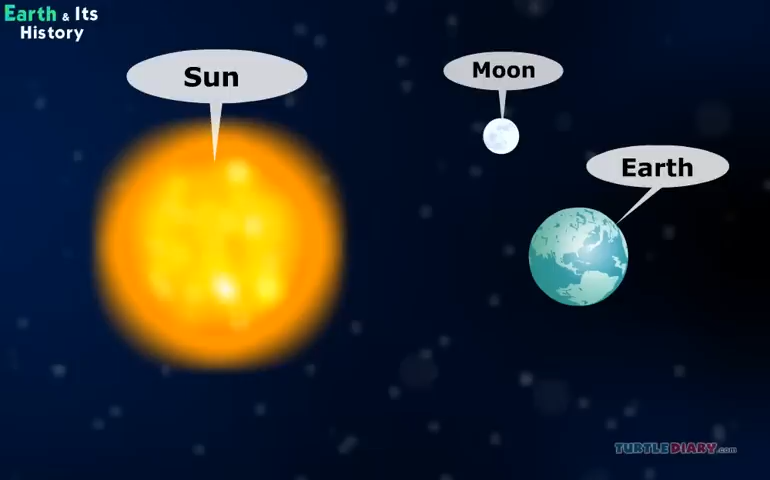 Earth & Its
History
Sun
Moon
Earth
TURTLEDIARY.com